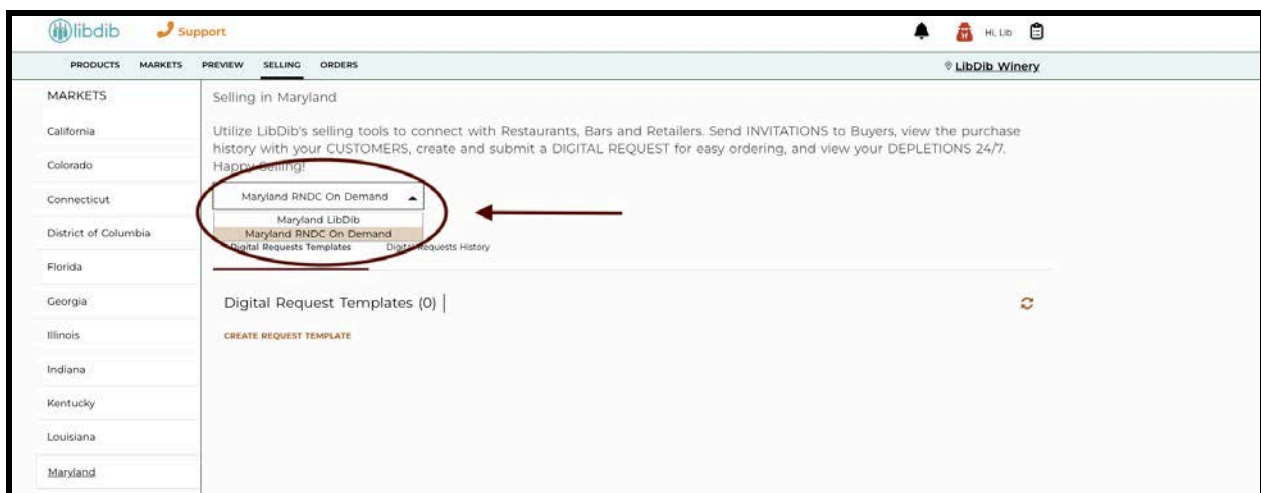 libdib
Support
Hi, Lib
PRODUCTS MARKETS PREVIEW SELLING ORDERS
LibDib Winery
MARKETS
California
Colorado
Connecticut
District of Columbia
Florida
Georgia
Illinois
Indiana
Kentucky
Louisiana
Maryland
Selling in Maryland
Utilize LibDib's selling tools to connect with Restaurants, Bars and Retailers. Send INVITATIONS to Buyers, view the purchase
history with your CUSTOMERS, create and submit a DIGITAL REQUEST for easy ordering, and view your DEPLETIONS 24/7.
Happy Selling!
Maryland RNDC On Demand
Maryland LibDib
Maryland RNDC On Demand
Digital Requests Templates Digital Requests History
Digital Request Templates (0)
CREATE REQUEST TEMPLATE